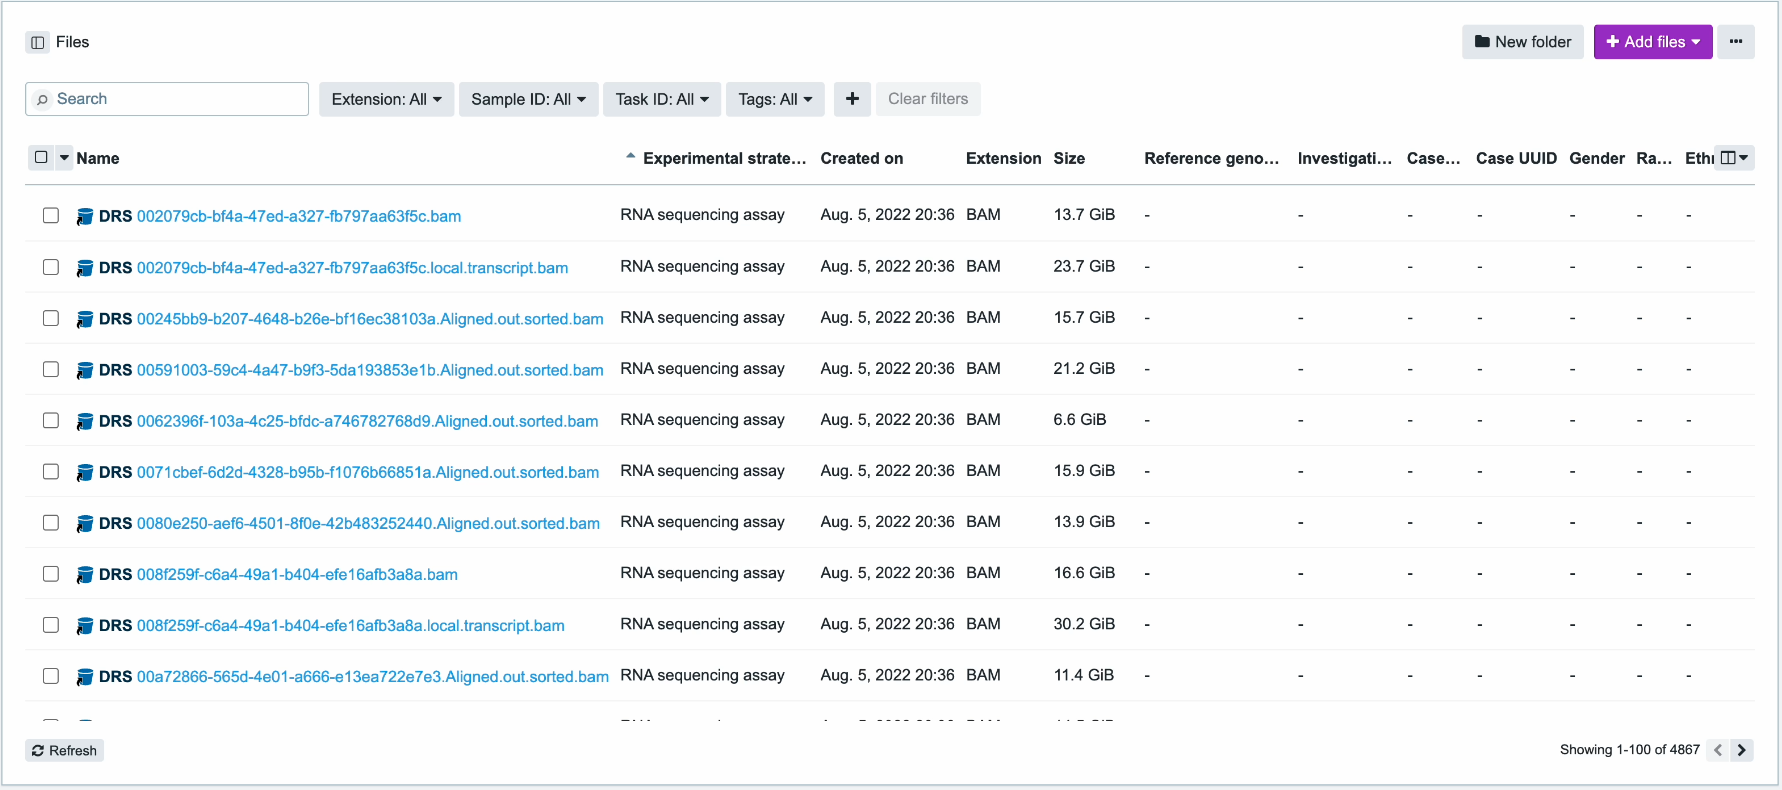 Files
New folder
+ Add files
Search
Extension: All
Sample ID: All
Task ID: All
Tags: All
+
Clear filters
Name Experimental strate... Created on Extension Size Reference geno... Investigati... Case... Case UUID Gender Ra... Eth
DRS 002079cb-bf4a-47ed-a327-fb797aa63f5c.bam RNA sequencing assay Aug. 5, 2022 20:36 BAM 13.7 GiB - - - - - - -
DRS 002079cb-bf4a-47ed-a327-fb797aa63f5c.local.transcript.bam RNA sequencing assay Aug. 5, 2022 20:36 BAM 23.7 GiB - - - - - - -
DRS 00245bb9-b207-4648-b26e-bf16ec38103a.Aligned.out.sorted.bam RNA sequencing assay Aug. 5, 2022 20:36 BAM 15.7 GiB - - - - - - -
DRS 00591003-59c4-4a47-b9f3-5da193853e1b.Aligned.out.sorted.bam RNA sequencing assay Aug. 5, 2022 20:36 BAM 21.2 GiB - - - - - - -
DRS 0062396f-103a-4c25-bfdc-a746782768d9.Aligned.out.sorted.bam RNA sequencing assay Aug. 5, 2022 20:36 BAM 6.6 GiB - - - - - - -
DRS 0071cbef-6d2d-4328-b95b-f1076b66851a.Aligned.out.sorted.bam RNA sequencing assay Aug. 5, 2022 20:36 BAM 15.9 GiB - - - - - - -
DRS 0080e250-aef6-4501-8f0e-42b483252440.Aligned.out.sorted.bam RNA sequencing assay Aug. 5, 2022 20:36 BAM 13.9 GiB - - - - - - -
DRS 008f259f-c6a4-49a1-b404-efe16afb3a8a.bam RNA sequencing assay Aug. 5, 2022 20:36 BAM 16.6 GiB - - - - - - -
DRS 008f259f-c6a4-49a1-b404-efe16afb3a8a.local.transcript.bam RNA sequencing assay Aug. 5, 2022 20:36 BAM 30.2 GiB - - - - - - -
DRS 00a72866-565d-4e01-a666-e13ea722e7e3.Aligned.out.sorted.bam RNA sequencing assay Aug. 5, 2022 20:36 BAM 11.4 GiB - - - - - - -
Refresh
Showing 1-100 of 4867